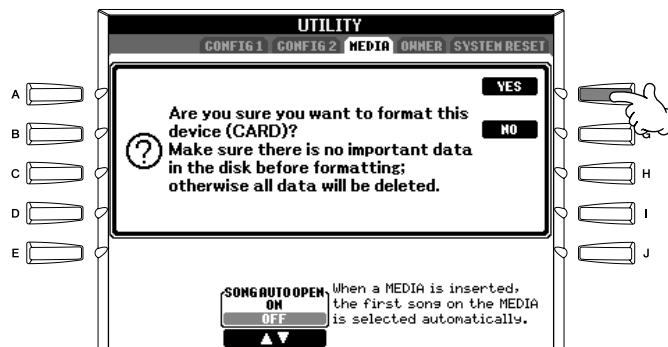 UTILITY
CONFIG 1 CONFIG 2 MEDIA OWNER SYSTEM RESET
YES
Are you sure you want to format this
device (CARD)?
NO
Make sure there is no important data
in the disk before formatting;
otherwise all data will be deleted.
A
B
C
D
E
G
H
I
J
SONG AUTO OPEN
ON
OFF
When a MEDIA is inserted,
the first song on the MEDIA
is selected automatically.